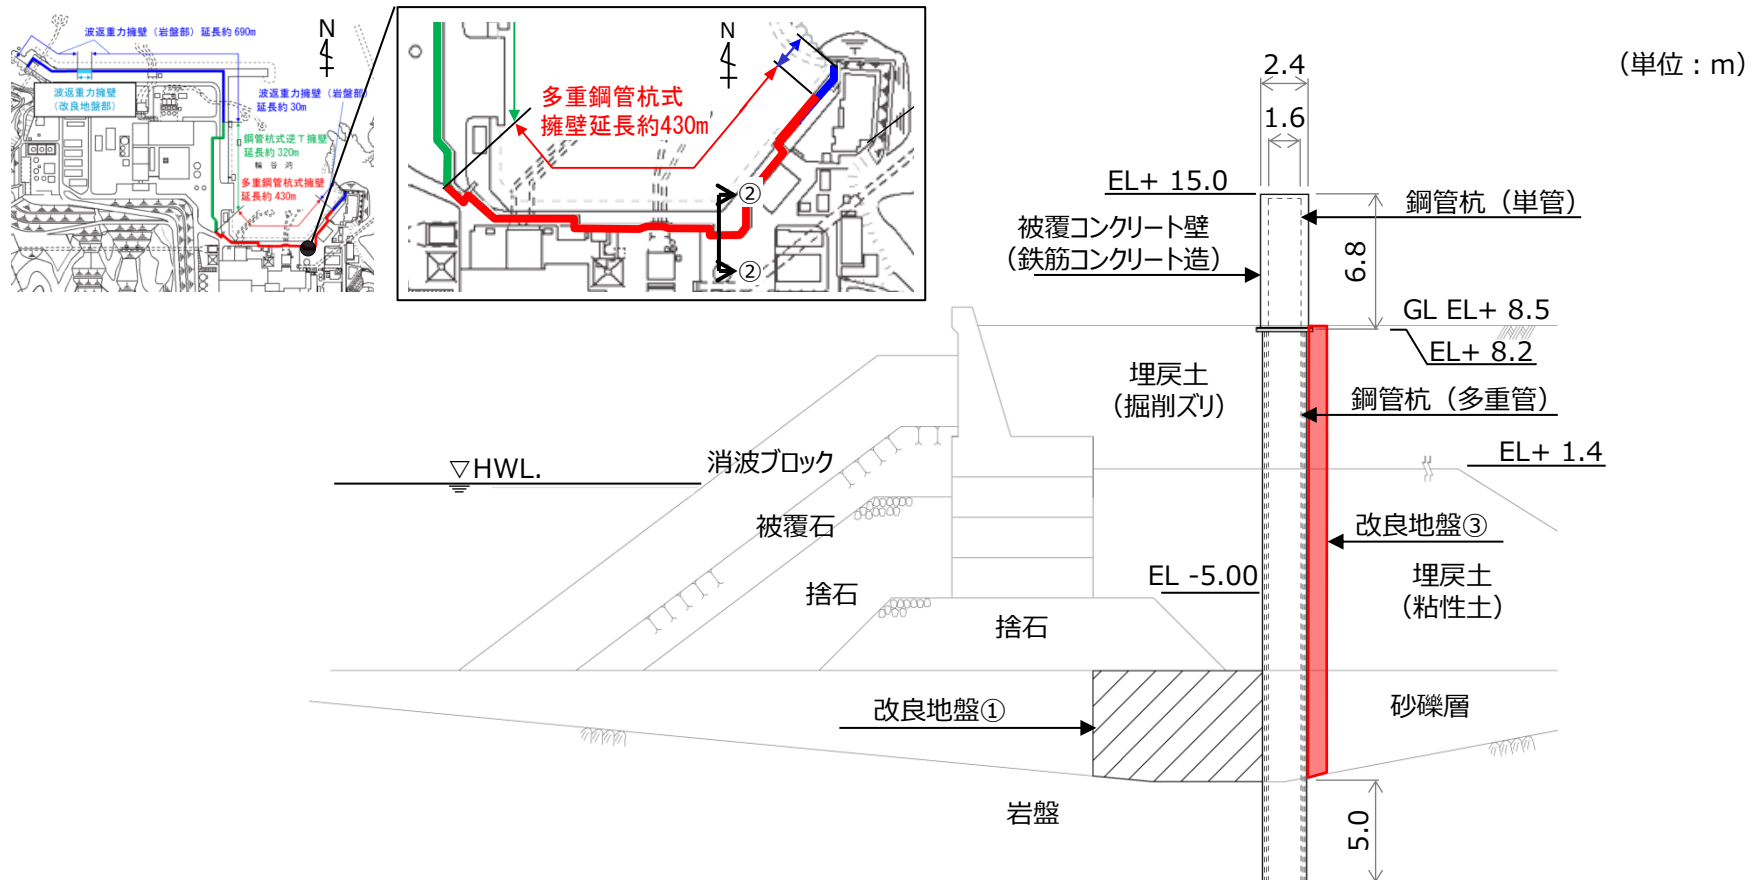 波返重力擁壁（岩盤部）延長約690m
N
波返重力擁壁
（改良地盤部）
波返重力擁壁（岩盤部）
延長約30m
鋼管杭式逆T擁壁
延長約320m
輪谷湾
多重鋼管杭式擁壁
延長約430m
N
多重鋼管杭式
擁壁延長約430m
②
②
（単位：m）
2.4
1.6
EL+ 15.0
鋼管杭（単管）
被覆コンクリート壁
（鉄筋コンクリート造）
6.8
GL EL+ 8.5
EL+ 8.2
埋戻土
（掘削ズリ）
鋼管杭（多重管）
EL+ 1.4
▽HWL.
消波ブロック
被覆石
改良地盤③
EL -5.00
捨石
埋戻土
（粘性土）
捨石
改良地盤①
砂礫層
岩盤
5.0